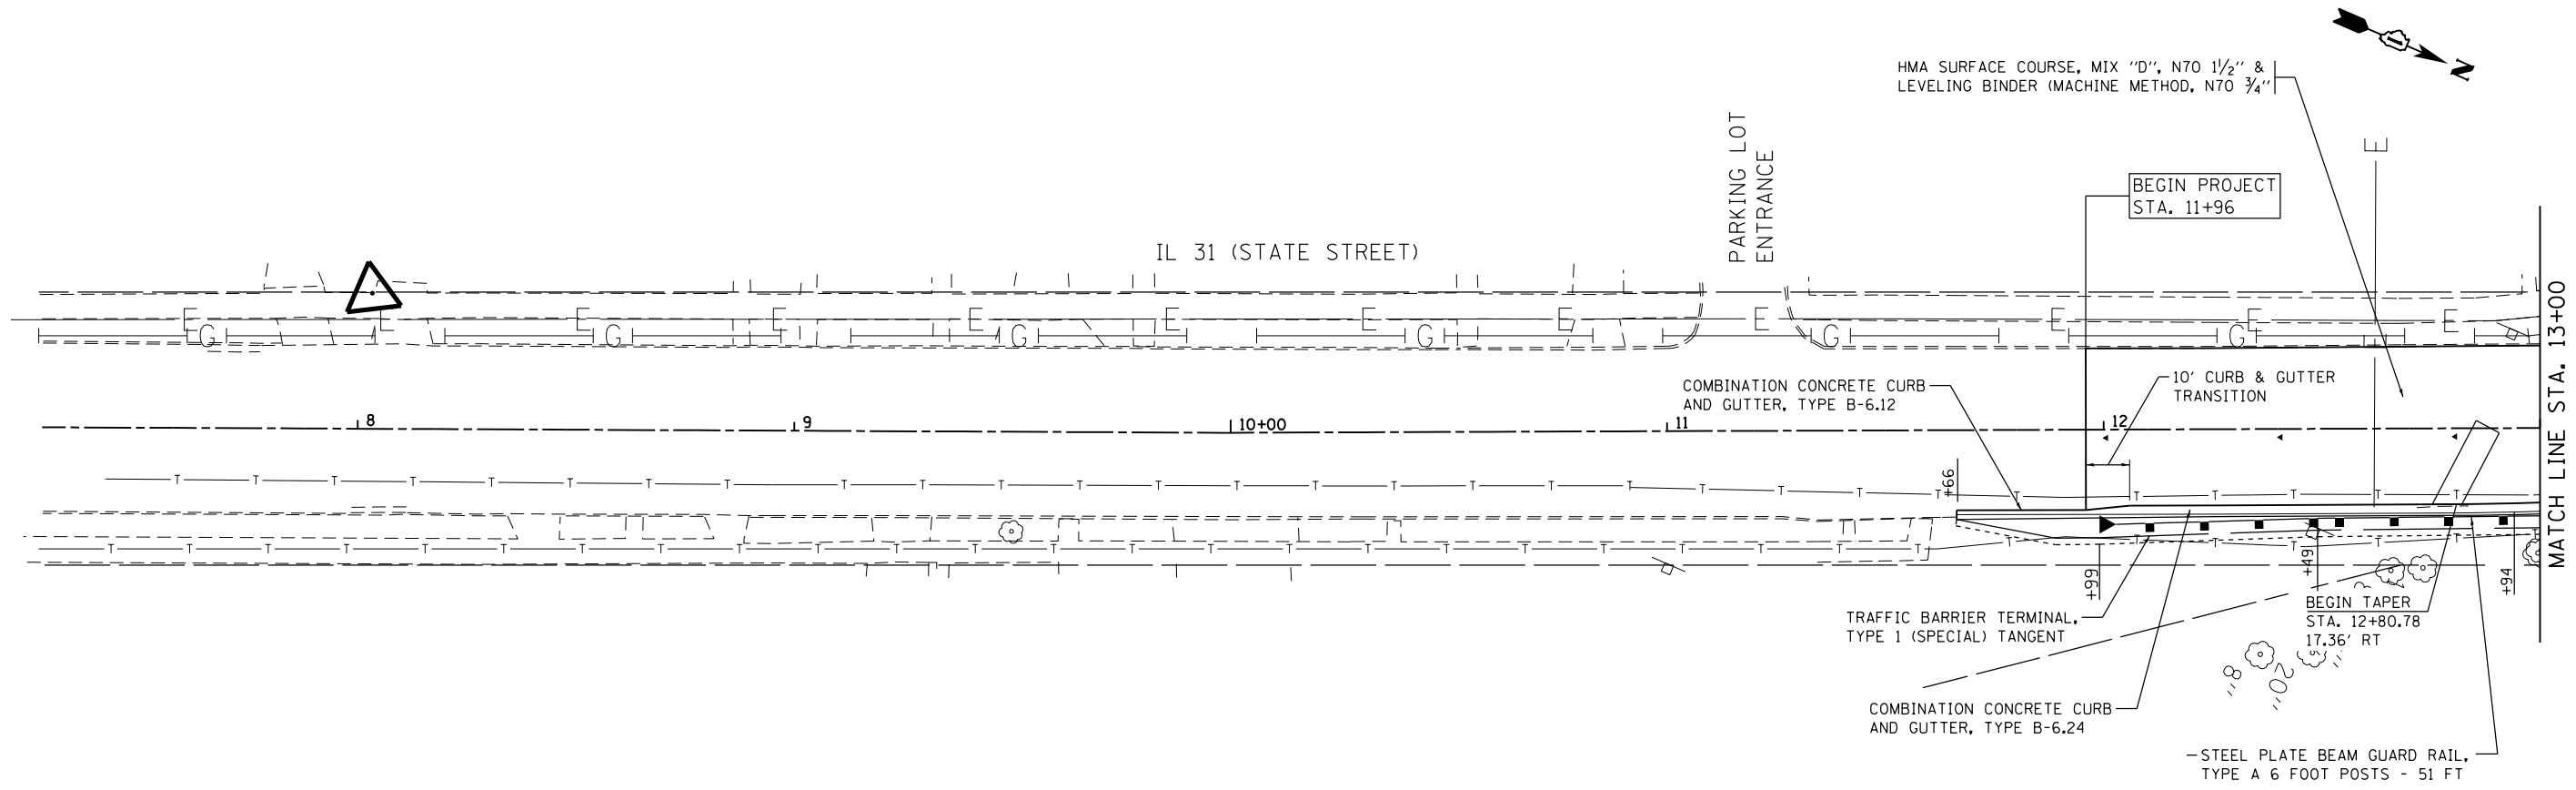 N
HMA SURFACE COURSE, MIX "D", N70 1½" &
LEVELING BINDER (MACHINE METHOD, N70 ¾"
PARKING LOT
ENTRANCE
E
BEGIN PROJECT
STA. 11+96
IL 31 (STATE STREET)
E E E E E E E E E E E E
G G G G G G
E
MATCH LINE STA. 13+00
COMBINATION CONCRETE CURB
AND GUTTER, TYPE B-6.12
10' CURB & GUTTER
TRANSITION
8 9 10+00 11 12
T T T T T T T T T T T T T T T T T T T T T T T T T T T T T T
+66
T T T T T T T T T T T T T T T T T T T T T T T T T T T T T T
+99
+49
+94
BEGIN TAPER
STA. 12+80.78
17.36' RT
TRAFFIC BARRIER TERMINAL,
TYPE 1 (SPECIAL) TANGENT
8"
20"
COMBINATION CONCRETE CURB
AND GUTTER, TYPE B-6.24
STEEL PLATE BEAM GUARD RAIL,
TYPE A 6 FOOT POSTS - 51 FT